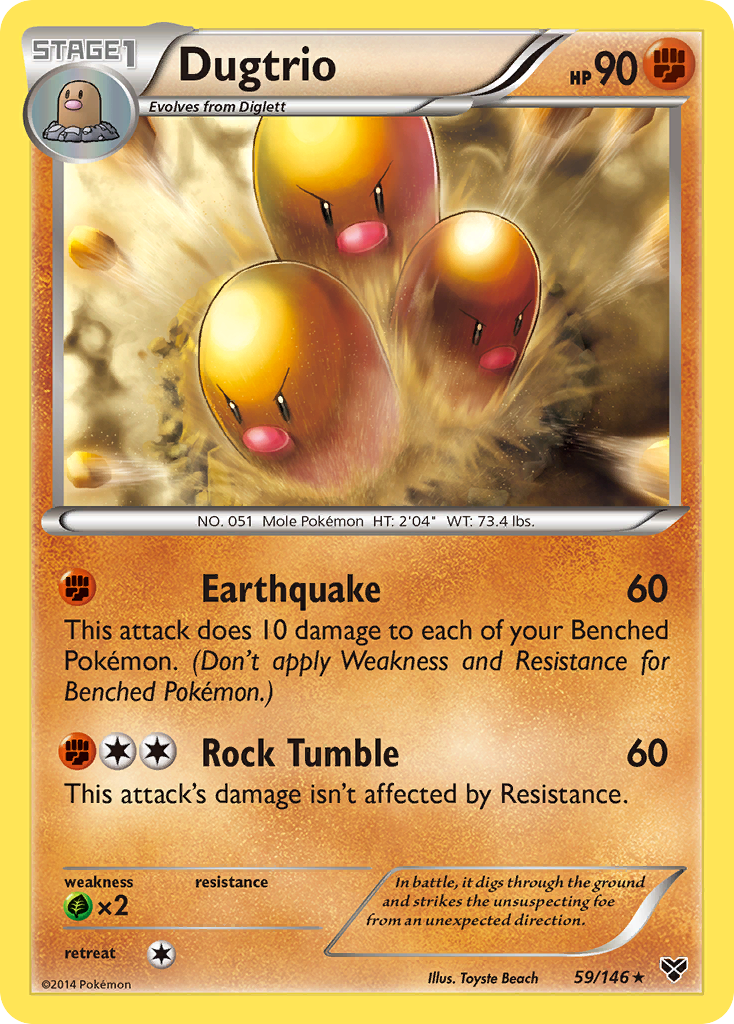 STAGE1
Dugtrio
HP 90
Evolves from Diglett
NO. 051 Mole Pokémon HT: 2'04" WT: 73.4 lbs.
Earthquake 60
This attack does 10 damage to each of your Benched
Pokémon. (Don't apply Weakness and Resistance for
Benched Pokémon.)
Rock Tumble 60
This attack's damage isn't affected by Resistance.
weakness resistance
×2
retreat
In battle, it digs through the ground
and strikes the unsuspecting foe
from an unexpected direction.
©2014 Pokémon
Illus. Toyste Beach 59/146 ★